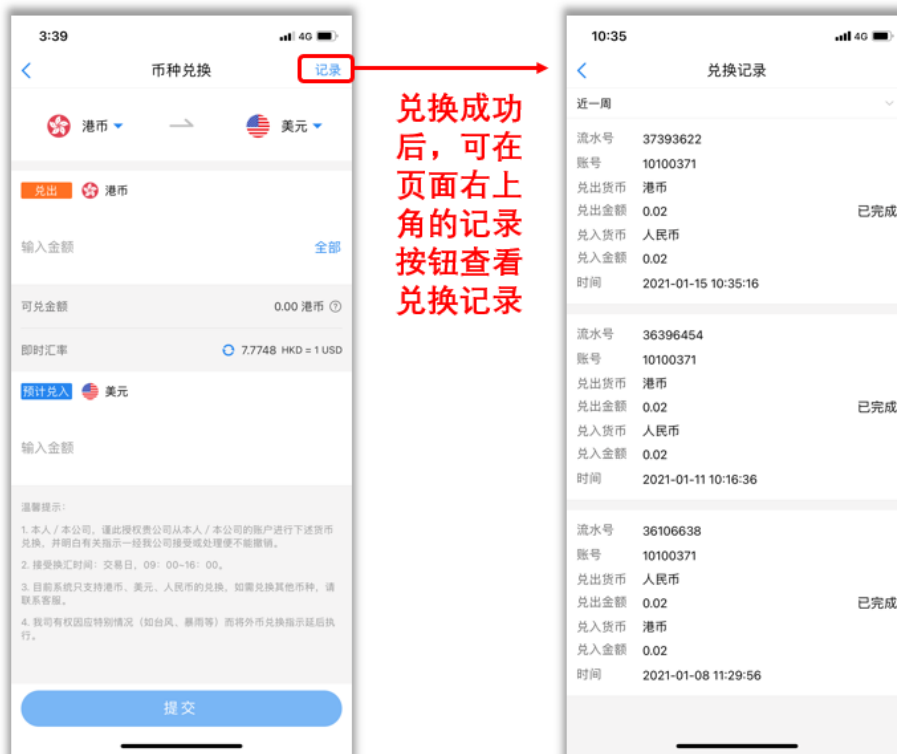 3:39
4G
币种兑换
记录
港币
美元
兑出
港币
输入金额
全部
可兑金额
0.00 港币
即时汇率
7.7748 HKD = 1 USD
预计兑入
美元
输入金额
温馨提示：
1. 本人 / 本公司，谨此授权贵公司从本人 / 本公司的账户进行下述货币
兑换，并明白有关指示一经我公司接受或处理便不能撤销。
2. 接受换汇时间：交易日，09：00~16：00。
3. 目前系统只支持港币、美元、人民币的兑换，如需兑换其他币种，请
联系客服。
4. 我司有权因应特别情况（如台风、暴雨等）而将外币兑换指示延后执
行。
提交
兑换成功
后，可在
页面右上
角的记录
按钮查看
兑换记录
10:35
4G
兑换记录
近一周
流水号 37393622
账号 10100371
兑出货币 港币
兑出金额 0.02 已完成
兑入货币 人民币
兑入金额 0.02
时间 2021-01-15 10:35:16
流水号 36396454
账号 10100371
兑出货币 港币
兑出金额 0.02 已完成
兑入货币 人民币
兑入金额 0.02
时间 2021-01-11 10:16:36
流水号 36106638
账号 10100371
兑出货币 人民币
兑出金额 0.02 已完成
兑入货币 港币
兑入金额 0.02
时间 2021-01-08 11:29:56